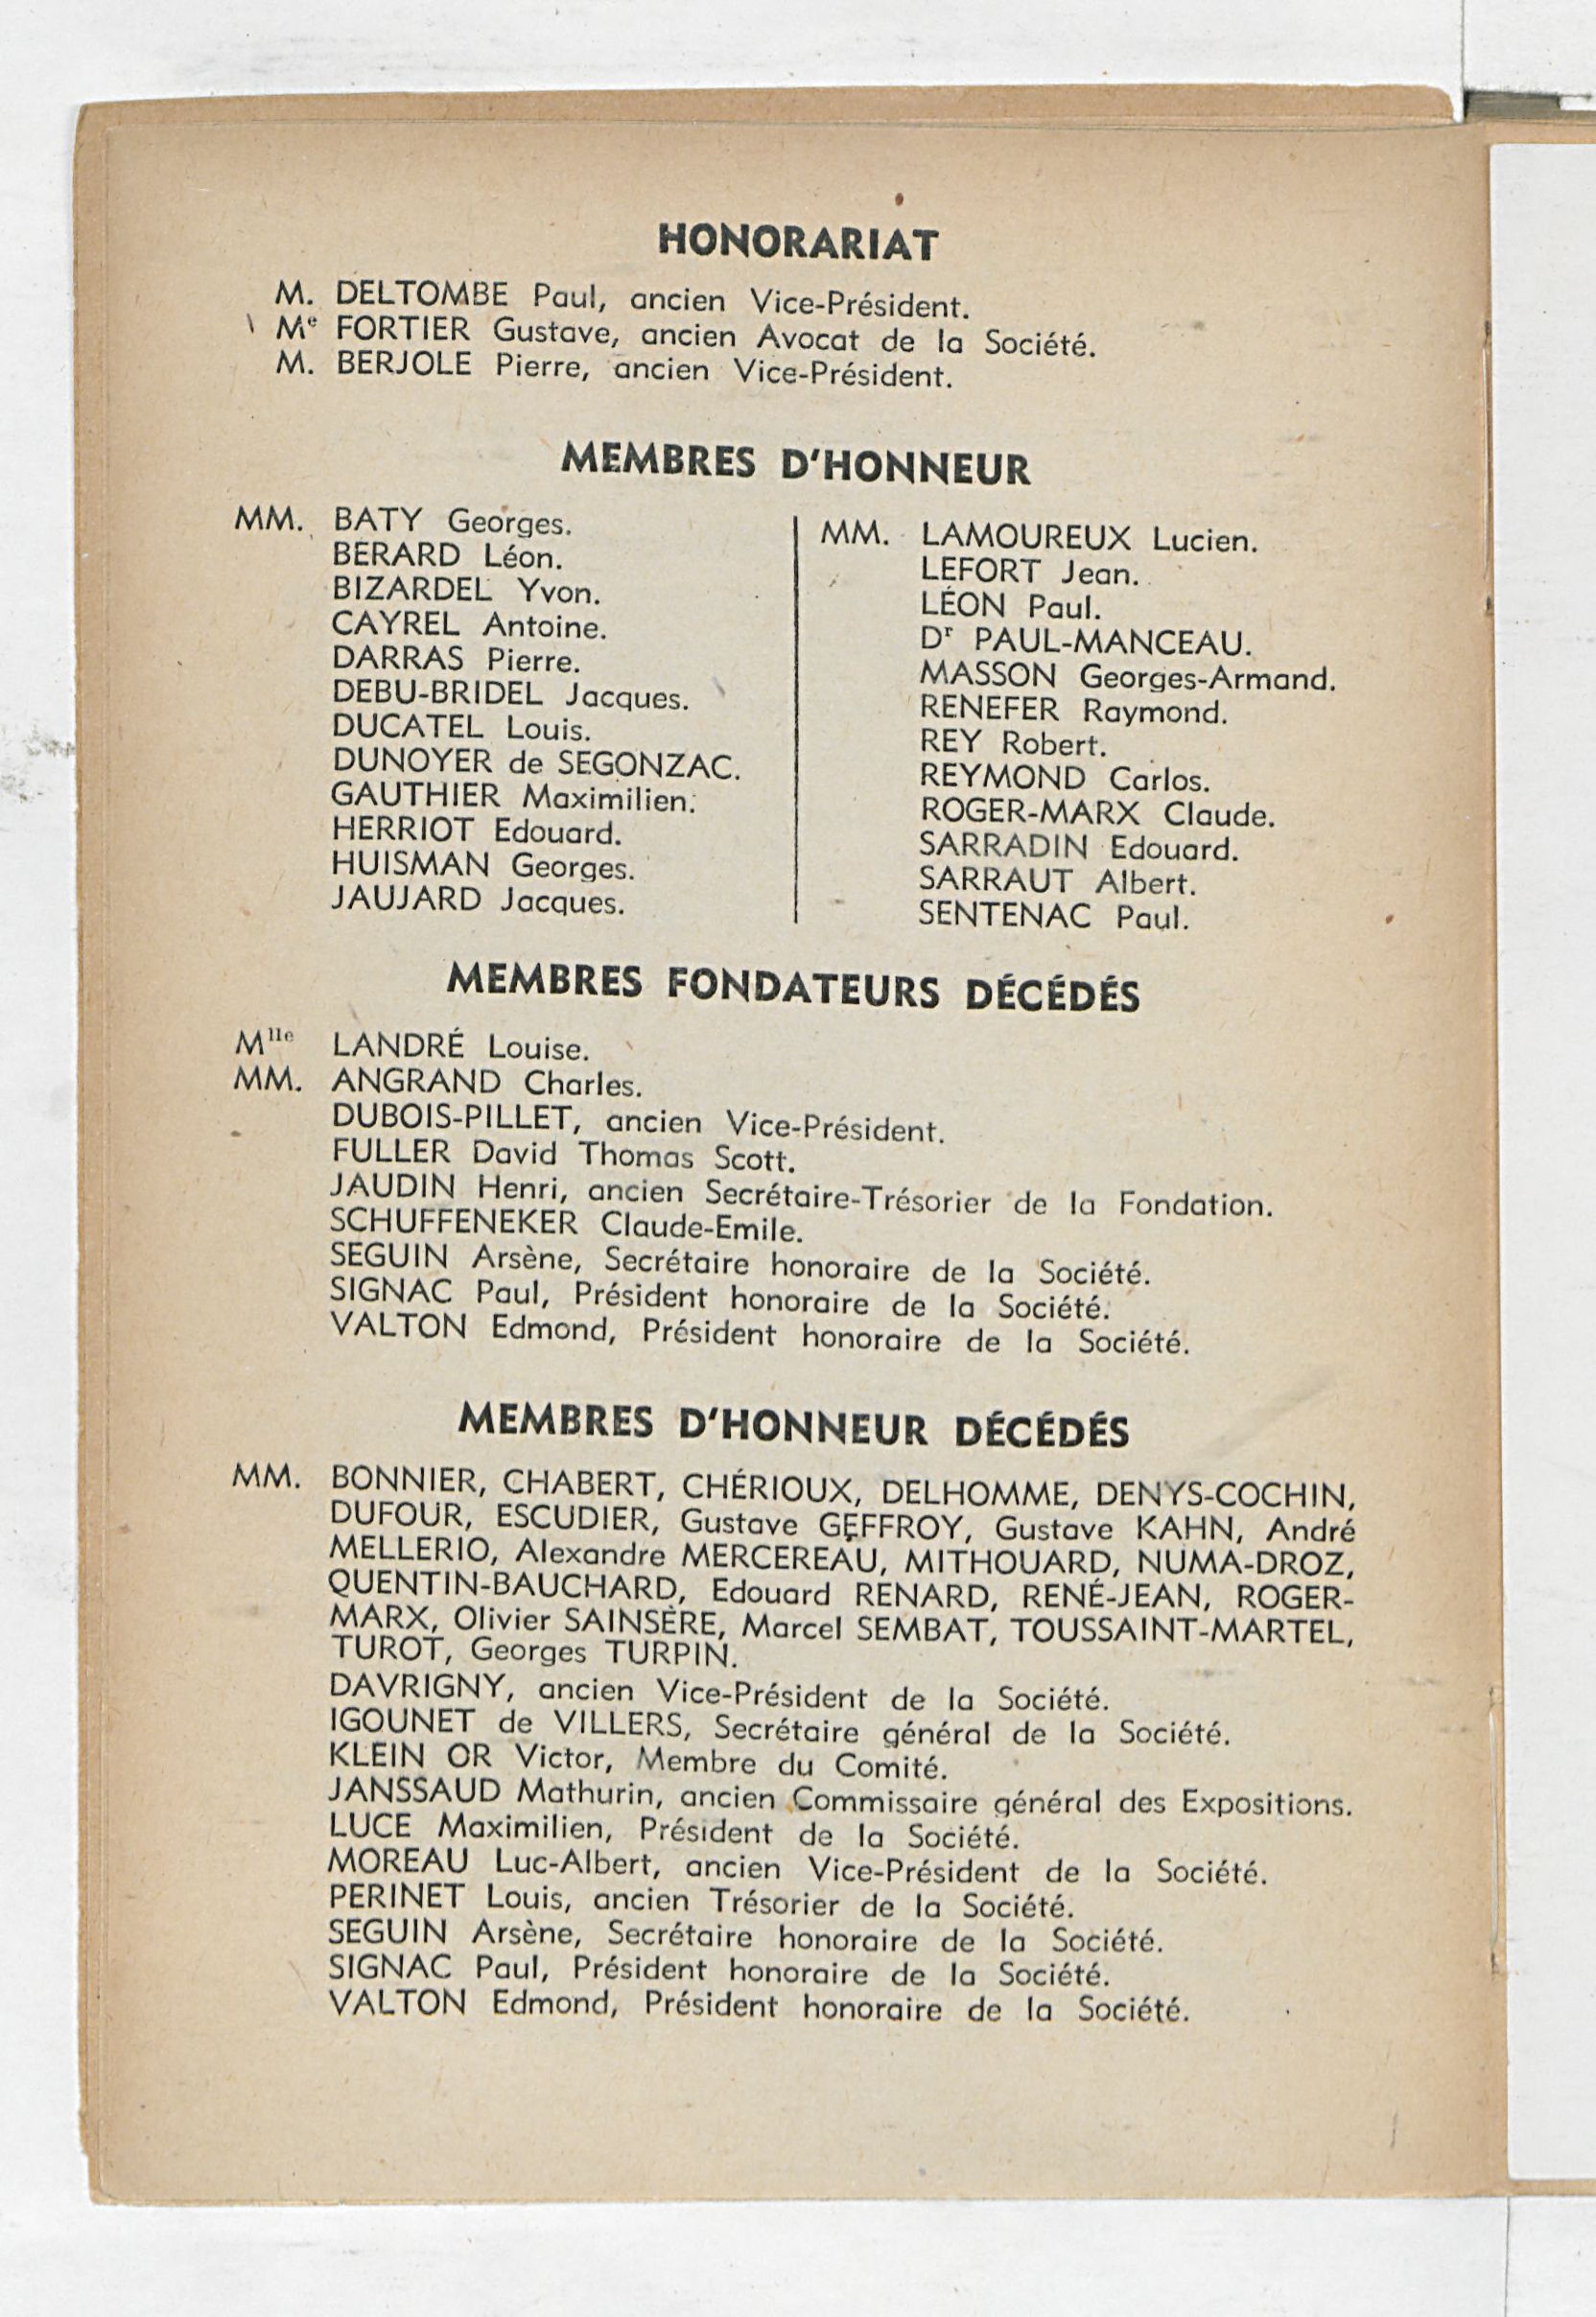 HONORARIAT
M. DELTOMBE Paul, ancien Vice-Président.
Me FORTIER Gustave, ancien Avocat de la Société.
M. BERJOLE Pierre, ancien Vice-Président.
MEMBRES D'HONNEUR
MM. BATY Georges.
BÉRARD Léon.
BIZARDEL Yvon.
CAYREL Antoine.
DARRAS Pierre.
DEBU-BRIDEL Jacques.
DUCATEL Louis.
DUNOYER de SEGONZAC.
GAUTHIER Maximilien.
HERRIOT Edouard.
HUISMAN Georges.
JAUJARD Jacques.
MM. LAMOUREUX Lucien.
LEFORT Jean.
LÉON Paul.
Dr PAUL-MANCEAU.
MASSON Georges-Armand.
RENEFER Raymond.
REY Robert.
REYMOND Carlos.
ROGER-MARX Claude.
SARRADIN Edouard.
SARRAUT Albert.
SENTENAC Paul.
MEMBRES FONDATEURS DÉCÉDÉS
Mlle LANDRÉ Louise.
MM. ANGRAND Charles.
DUBOIS-PILLET, ancien Vice-Président.
FULLER David Thomas Scott.
JAUDIN Henri, ancien Secrétaire-Trésorier de la Fondation.
SCHUFFENEKER Claude-Emile.
SEGUIN Arsène, Secrétaire honoraire de la Société.
SIGNAC Paul, Président honoraire de la Société.
VALTON Edmond, Président honoraire de la Société.
MEMBRES D'HONNEUR DÉCÉDÉS
MM. BONNIER, CHABERT, CHÉRIOUX, DELHOMME, DENYS-COCHIN,
DUFOUR, ESCUDIER, Gustave GEFFROY, Gustave KAHN, André
MELLERIO, Alexandre MERCEREAU, MITHOUARD, NUMA-DROZ,
QUENTIN-BAUCHARD, Edouard RENARD, RENÉ-JEAN, ROGER-
MARX, Olivier SAINSÈRE, Marcel SEMBAT, TOUSSAINT-MARTEL,
TUROT, Georges TURPIN.
DAVRIGNY, ancien Vice-Président de la Société.
IGOUNET de VILLERS, Secrétaire général de la Société.
KLEIN OR Victor, Membre du Comité.
JANSSAUD Mathurin, ancien Commissaire général des Expositions.
LUCE Maximilien, Président de la Société.
MOREAU Luc-Albert, ancien Vice-Président de la Société.
PERINET Louis, ancien Trésorier de la Société.
SEGUIN Arsène, Secrétaire honoraire de la Société.
SIGNAC Paul, Président honoraire de la Société.
VALTON Edmond, Président honoraire de la Société.